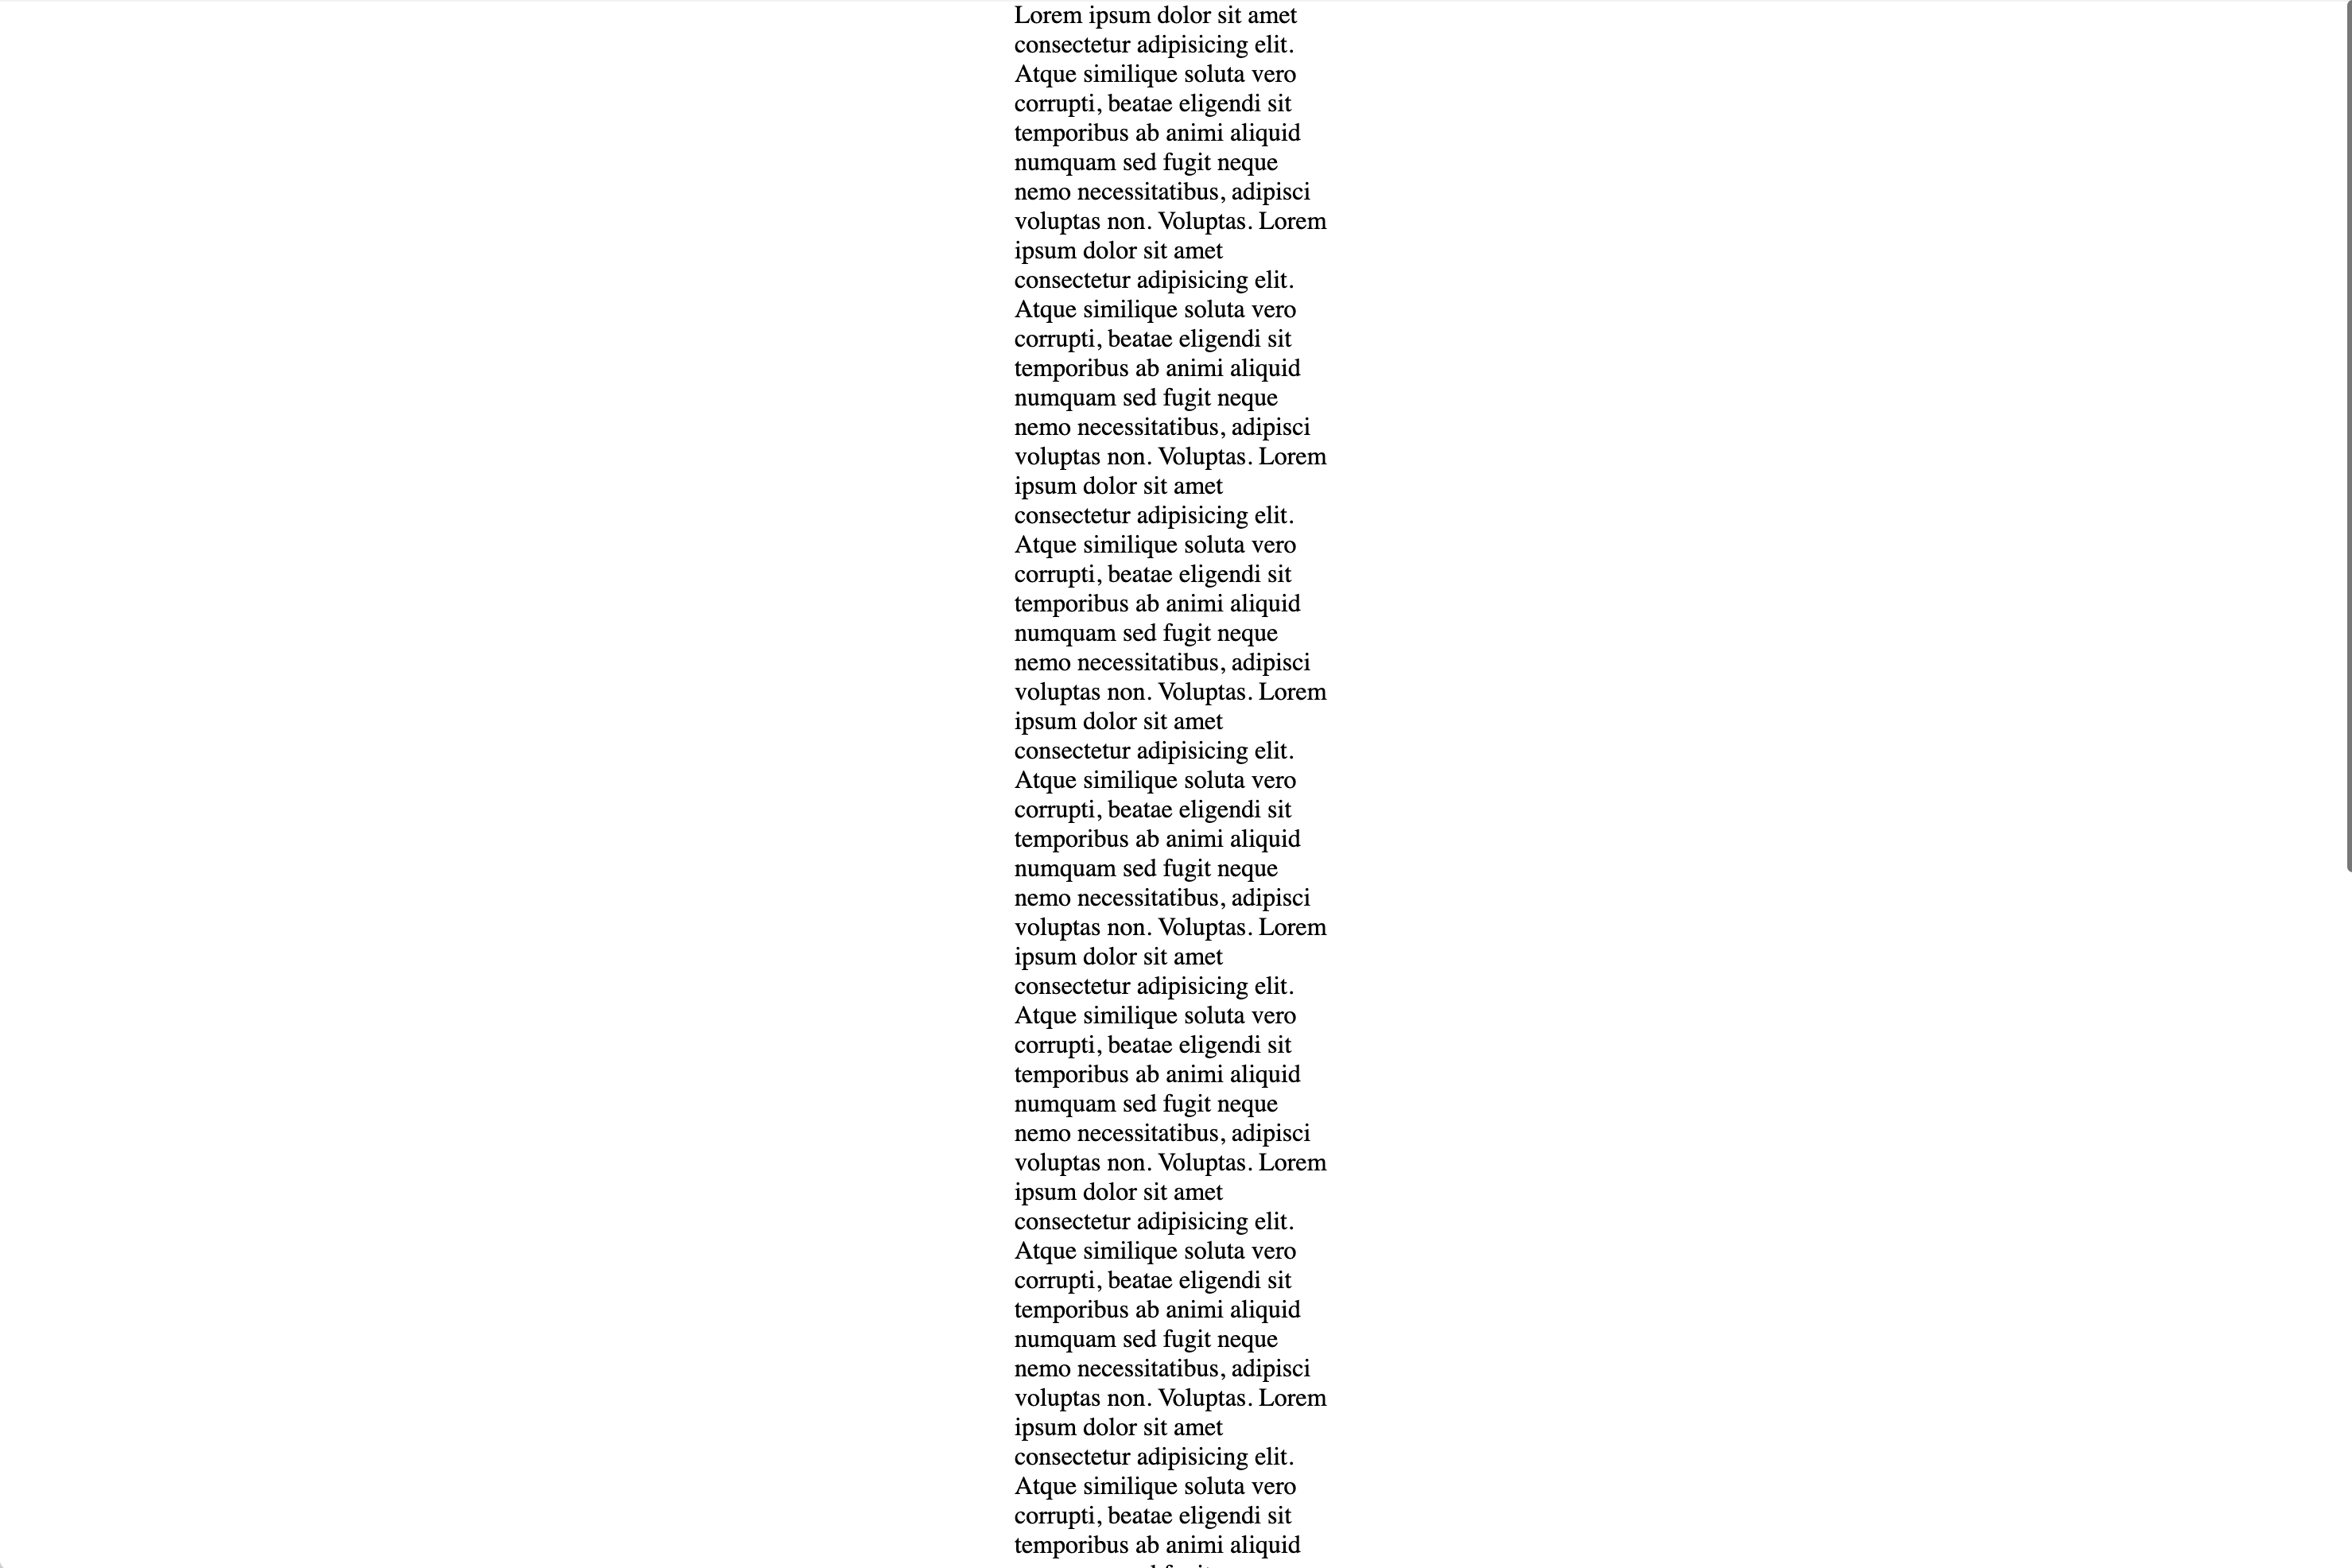 Lorem ipsum dolor sit amet
consectetur adipisicing elit.
Atque similique soluta vero
corrupti, beatae eligendi sit
temporibus ab animi aliquid
numquam sed fugit neque
nemo necessitatibus, adipisci
voluptas non. Voluptas. Lorem
ipsum dolor sit amet
consectetur adipisicing elit.
Atque similique soluta vero
corrupti, beatae eligendi sit
temporibus ab animi aliquid
numquam sed fugit neque
nemo necessitatibus, adipisci
voluptas non. Voluptas. Lorem
ipsum dolor sit amet
consectetur adipisicing elit.
Atque similique soluta vero
corrupti, beatae eligendi sit
temporibus ab animi aliquid
numquam sed fugit neque
nemo necessitatibus, adipisci
voluptas non. Voluptas. Lorem
ipsum dolor sit amet
consectetur adipisicing elit.
Atque similique soluta vero
corrupti, beatae eligendi sit
temporibus ab animi aliquid
numquam sed fugit neque
nemo necessitatibus, adipisci
voluptas non. Voluptas. Lorem
ipsum dolor sit amet
consectetur adipisicing elit.
Atque similique soluta vero
corrupti, beatae eligendi sit
temporibus ab animi aliquid
numquam sed fugit neque
nemo necessitatibus, adipisci
voluptas non. Voluptas. Lorem
ipsum dolor sit amet
consectetur adipisicing elit.
Atque similique soluta vero
corrupti, beatae eligendi sit
temporibus ab animi aliquid
numquam sed fugit neque
nemo necessitatibus, adipisci
voluptas non. Voluptas. Lorem
ipsum dolor sit amet
consectetur adipisicing elit.
Atque similique soluta vero
corrupti, beatae eligendi sit
temporibus ab animi aliquid